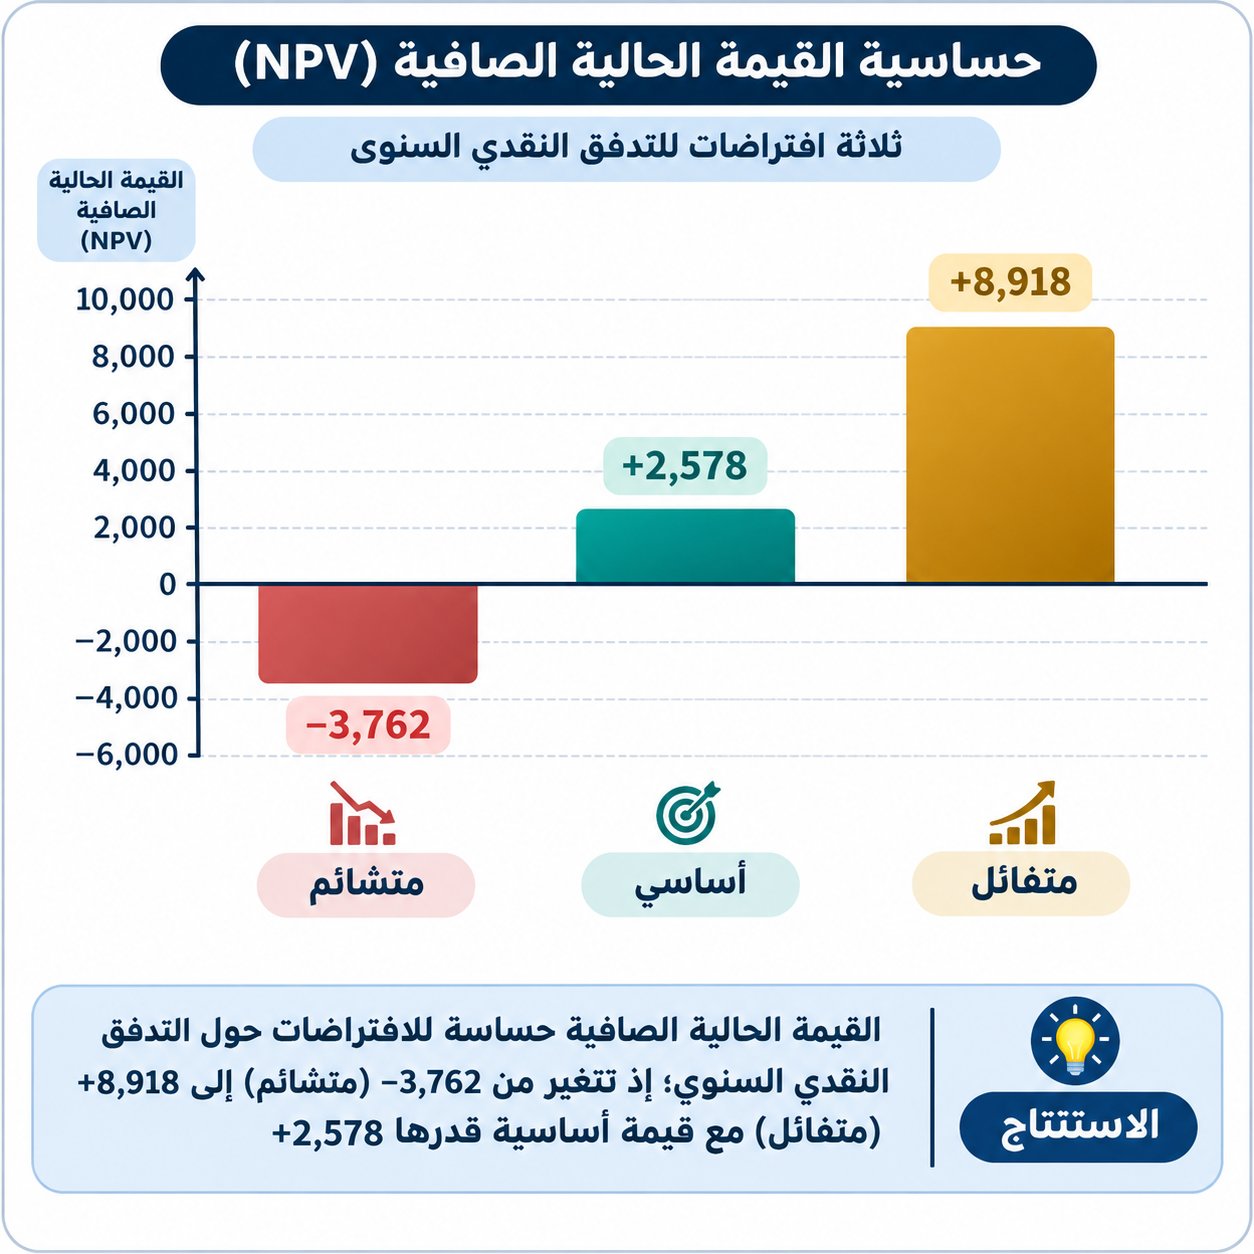 حساسية القيمة الحالية الصافية (NPV)
ثلاثة افتراضات للتدفق النقدي السنوى
القيمة الحالية
الصافية
(NPV)
10,000
8,000
6,000
4,000
2,000
0
−2,000
−4,000
−6,000
+8,918
+2,578
−3,762
متفائل
أساسي
متشائم
الاستتتاج
القيمة الحالية الصافية حساسة للافتراضات حول التدفق
النقدي السنوي؛ إذ تتغير من 3,762− (متشائم) إلى 8,918+
(متفائل) مع قيمة أساسية قدرها 2,578+